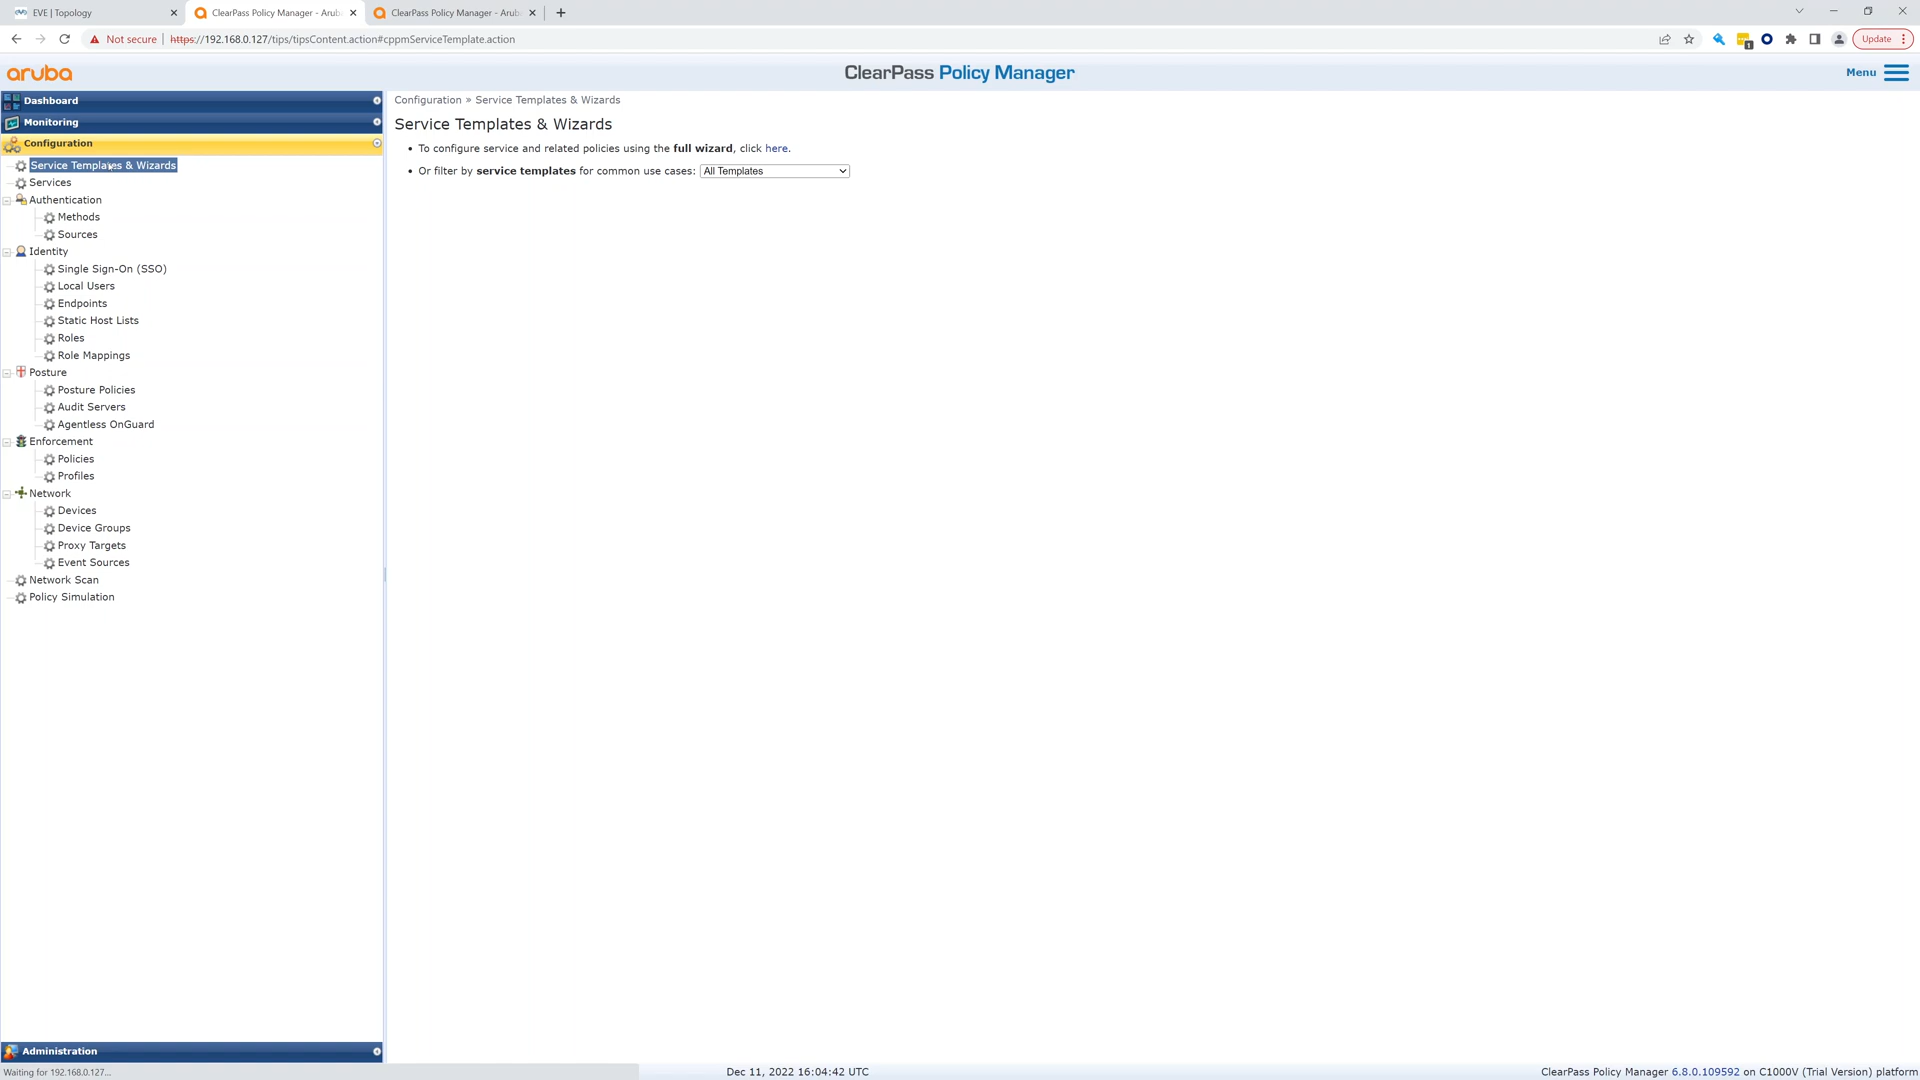 EVE | Topology
ClearPass Policy Manager - Arub
ClearPass Policy Manager - Arub
Not secure
https://192.168.0.127/tips/tipsContent.action#cppmServiceTemplate.action
1
Update
aruba
ClearPass Policy Manager
Menu
Dashboard
Monitoring
Configuration
Service Templates & Wizards
Services
Authentication
Methods
Sources
Identity
Single Sign-On (SSO)
Local Users
Endpoints
Static Host Lists
Roles
Role Mappings
Posture
Posture Policies
Audit Servers
Agentless OnGuard
Enforcement
Policies
Profiles
Network
Devices
Device Groups
Proxy Targets
Event Sources
Network Scan
Policy Simulation
Configuration » Service Templates & Wizards
Service Templates & Wizards
• To configure service and related policies using the full wizard, click here.
• Or filter by service templates for common use cases: All Templates
Administration
Waiting for 192.168.0.127...
Dec 11, 2022 16:04:42 UTC
ClearPass Policy Manager 6.8.0.109592 on C1000V (Trial Version) platform